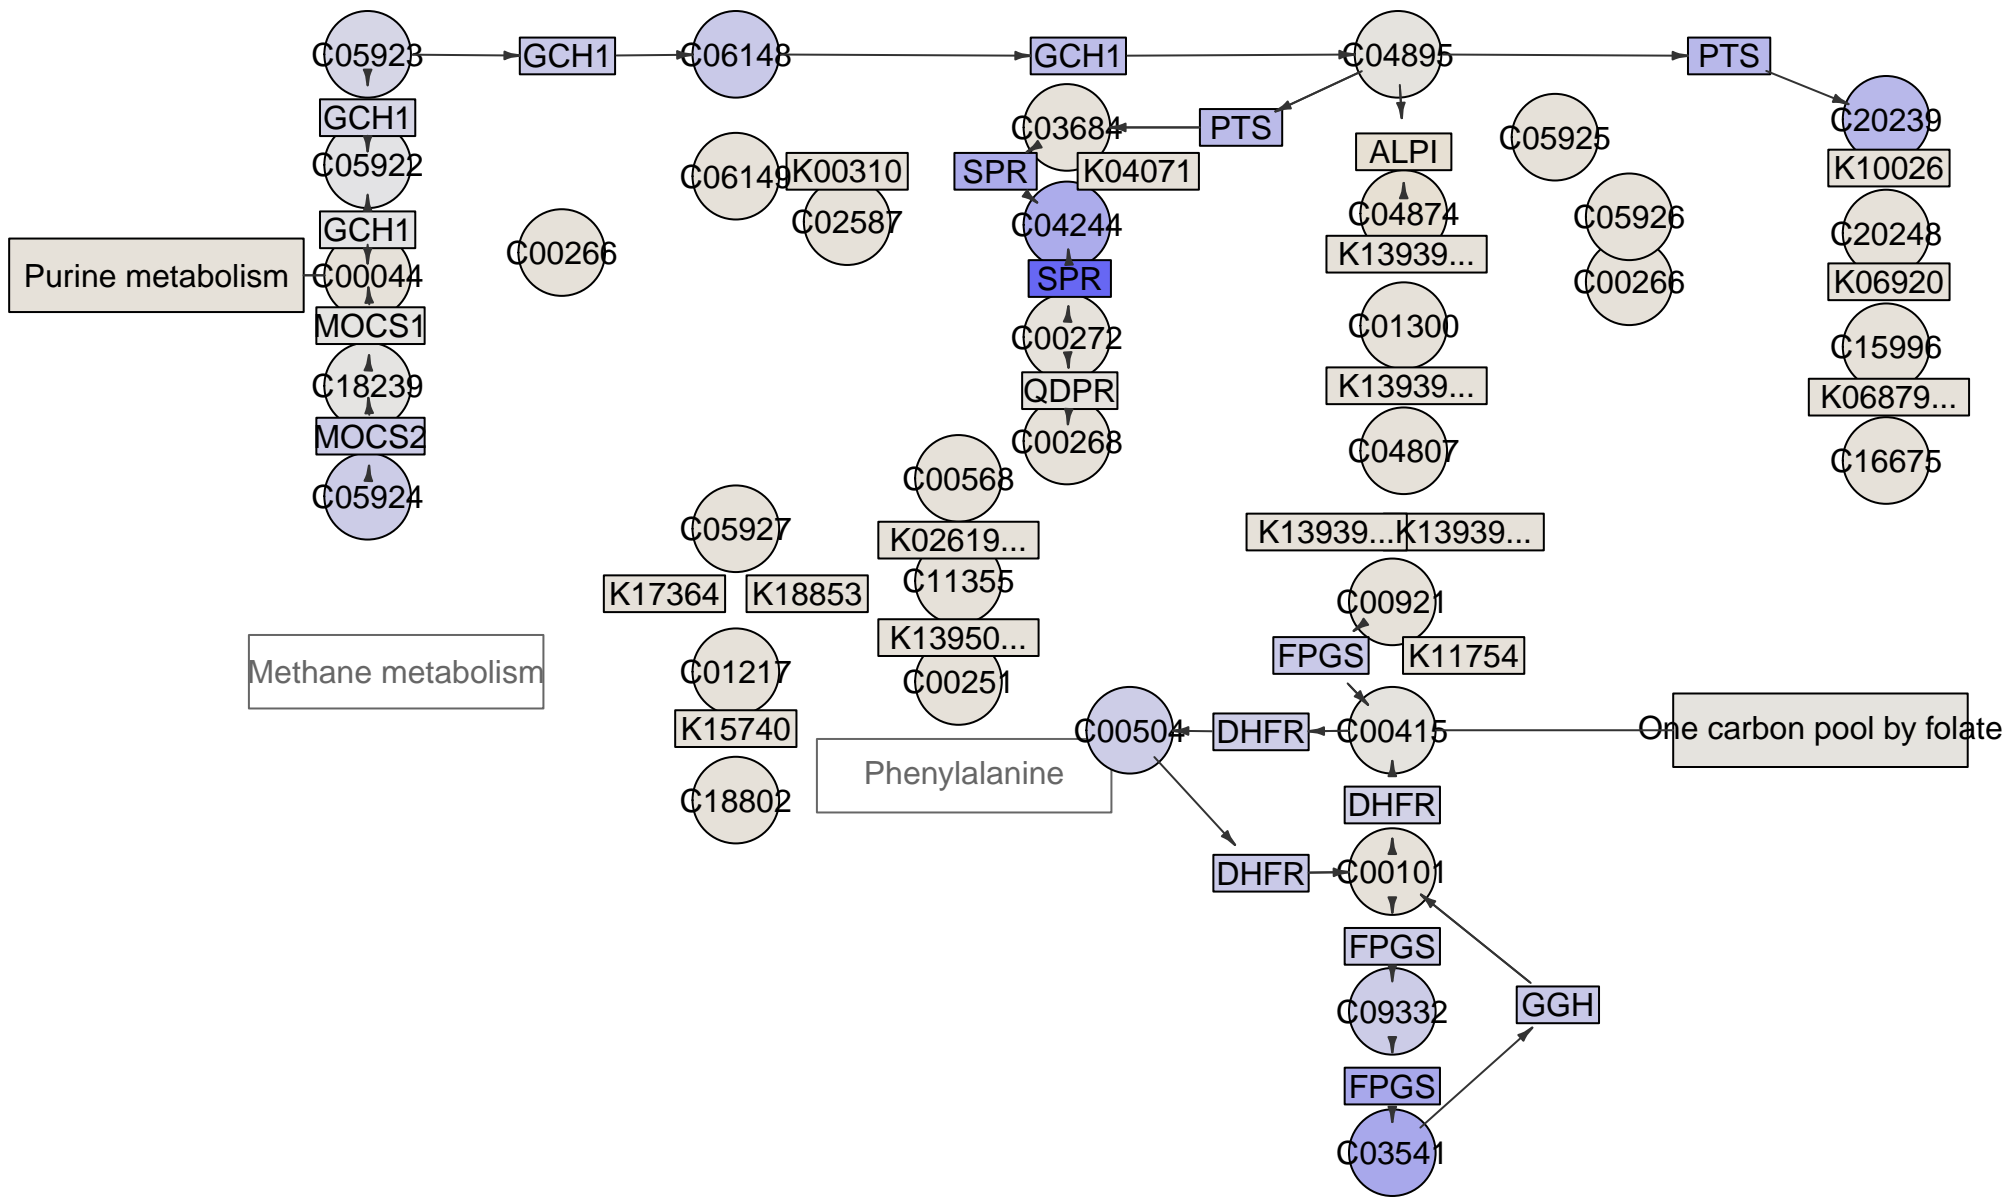 C05923
GCH1
C06148
GCH1
C04895
PTS
GCH1
C03684
PTS
C20239
C05922
C06149
K00310
SPR
K04071
ALPI
C05925
K10026
GCH1
C00266
C02587
C04244
C04874
C05926
C20248
Purine metabolism
C00044
SPR
K13939...
C00266
K06920
MOCS1
C00272
C01300
C15996
C18239
QDPR
K13939...
K06879...
MOCS2
C00268
C04807
C16675
C05924
C00568
C05927
K02619...
K13939...
K13939...
K17364
K18853
C11355
C00921
Methane metabolism
C01217
K13950...
FPGS
K11754
C00251
K15740
C00504
DHFR
C00415
One carbon pool by folate
Phenylalanine
C18802
DHFR
DHFR
C00101
FPGS
C09332
GGH
FPGS
C03541